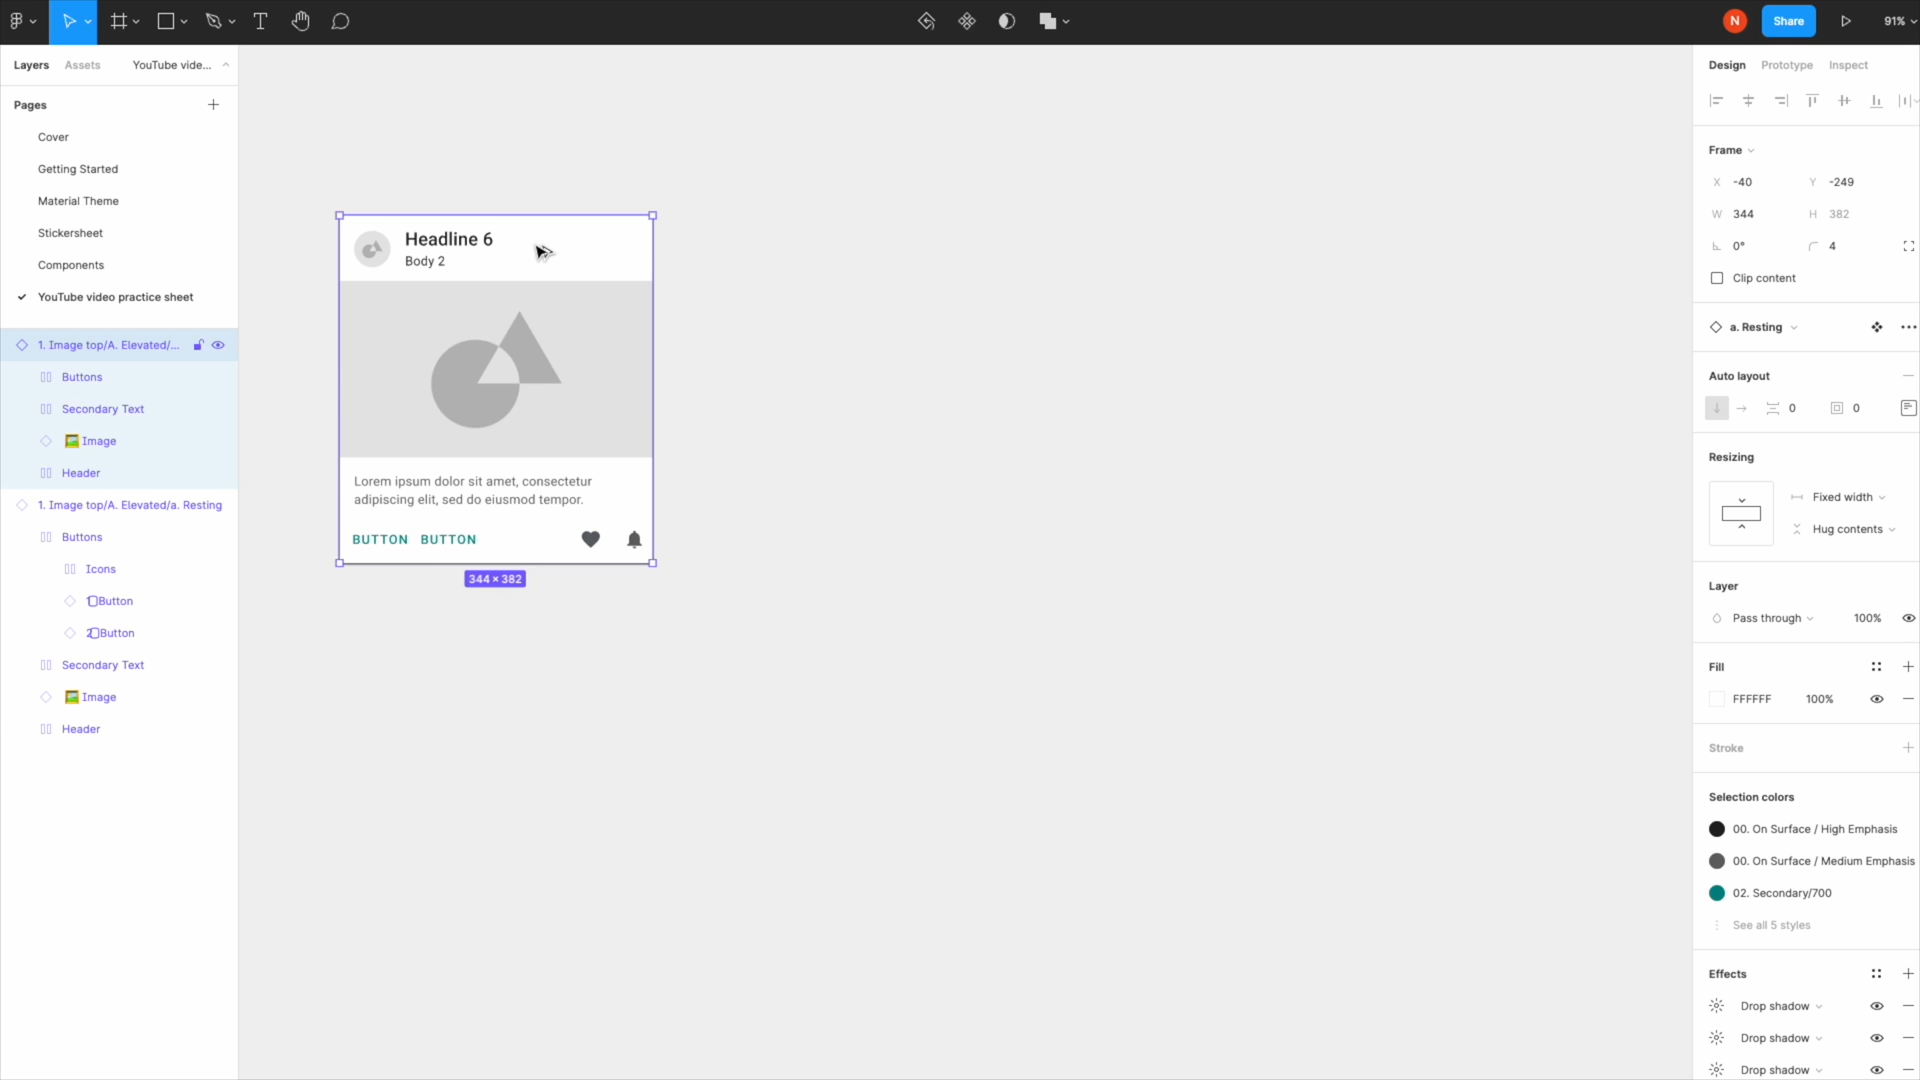 N
Share
91%
Layers
Assets
YouTube vide...
Pages
Cover
Getting Started
Material Theme
Stickersheet
Components
YouTube video practice sheet
1. Image top/A. Elevated/...
Buttons
Secondary Text
Image
Header
1. Image top/A. Elevated/a. Resting
Buttons
Icons
1 Button
2 Button
Secondary Text
Image
Header
Headline 6
Body 2
Lorem ipsum dolor sit amet, consectetur
adipiscing elit, sed do eiusmod tempor.
BUTTON BUTTON
344 × 382
Design
Prototype
Inspect
Frame
X -40 Y -249
W 344 H 382
0° 4
Clip content
a. Resting
Auto layout
0 0
Resizing
Fixed width
Hug contents
Layer
Pass through 100%
Fill
FFFFFF 100%
Stroke
Selection colors
00. On Surface / High Emphasis
00. On Surface / Medium Emphasis
02. Secondary/700
See all 5 styles
Effects
Drop shadow
Drop shadow
Drop shadow